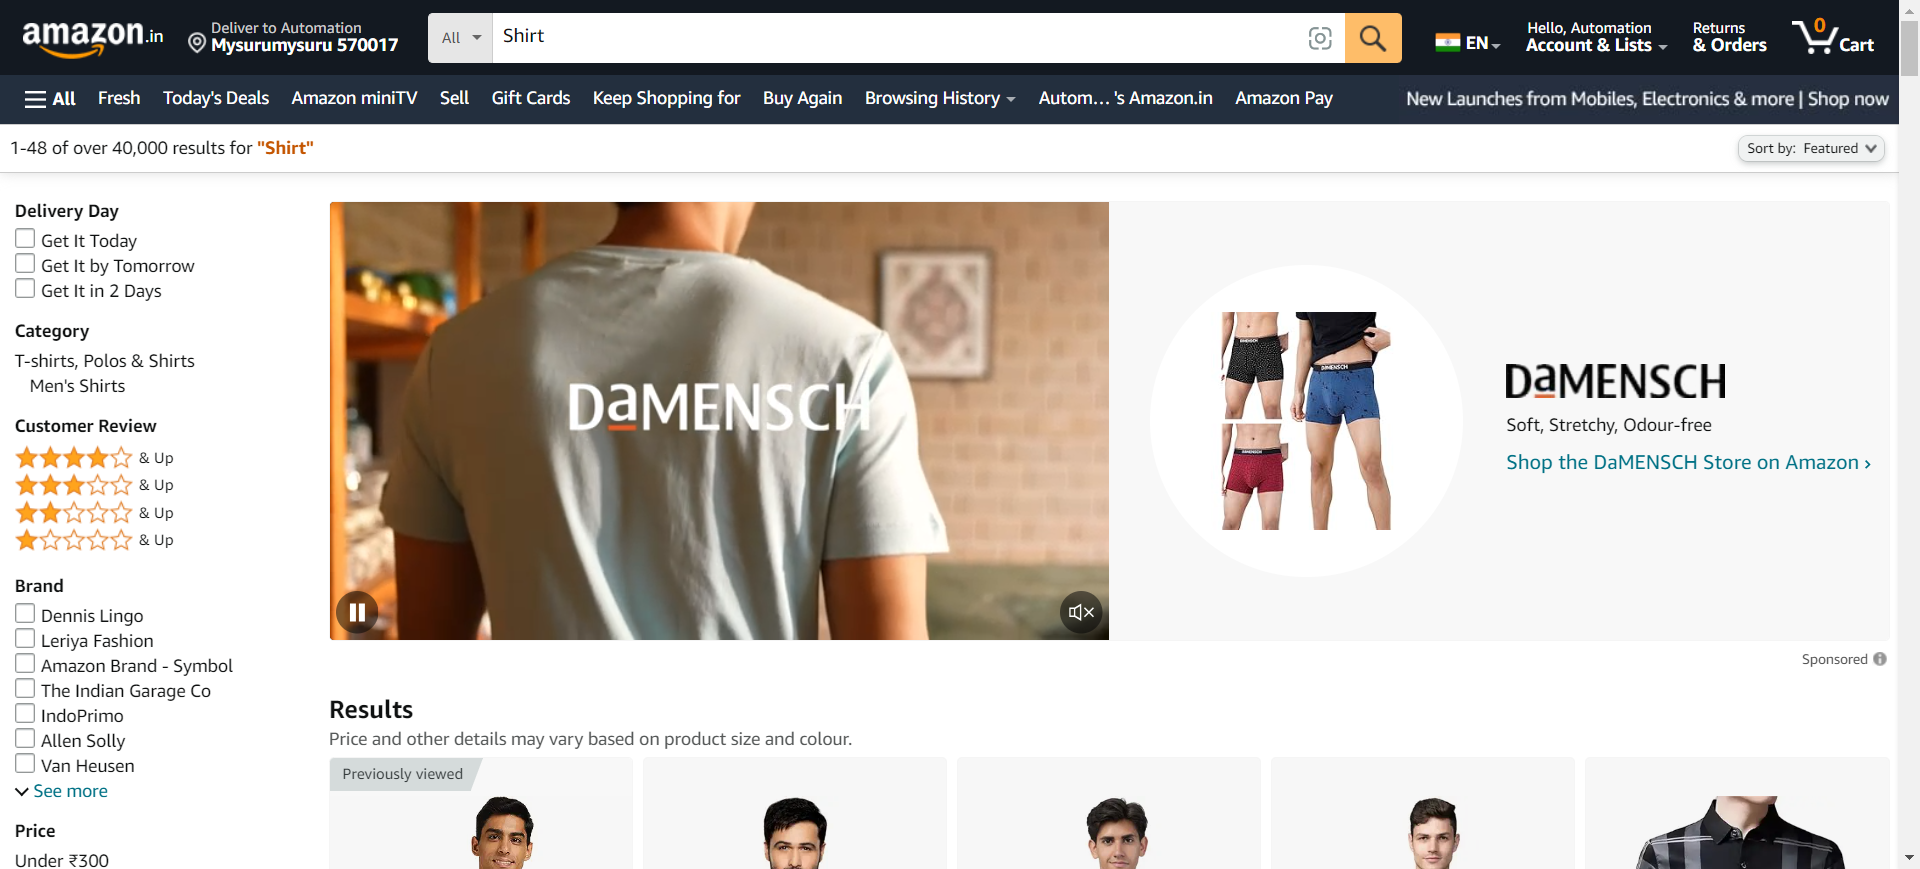 amazon.in
Deliver to Automation
Mysurumysuru 570017
All
Shirt
EN
Hello, Automation
Account & Lists
Returns
& Orders
0
Cart
All
Fresh
Today's Deals
Amazon miniTV
Sell
Gift Cards
Keep Shopping for
Buy Again
Browsing History
Autom... 's Amazon.in
Amazon Pay
New Launches from Mobiles, Electronics & more | Shop now
1-48 of over 40,000 results for "Shirt"
Sort by: Featured
Delivery Day
Get It Today
Get It by Tomorrow
Get It in 2 Days
Category
T-shirts, Polos & Shirts
Men's Shirts
Customer Review
& Up
& Up
& Up
& Up
Brand
Dennis Lingo
Leriya Fashion
Amazon Brand - Symbol
The Indian Garage Co
IndoPrimo
Allen Solly
Van Heusen
See more
Price
Under ₹300
DaMENSCH
DaMENSCH
DaMENSCH
DaMENSCH
DaMENSCH
Soft, Stretchy, Odour-free
Shop the DaMENSCH Store on Amazon ›
Sponsored
Results
Price and other details may vary based on product size and colour.
Previously viewed